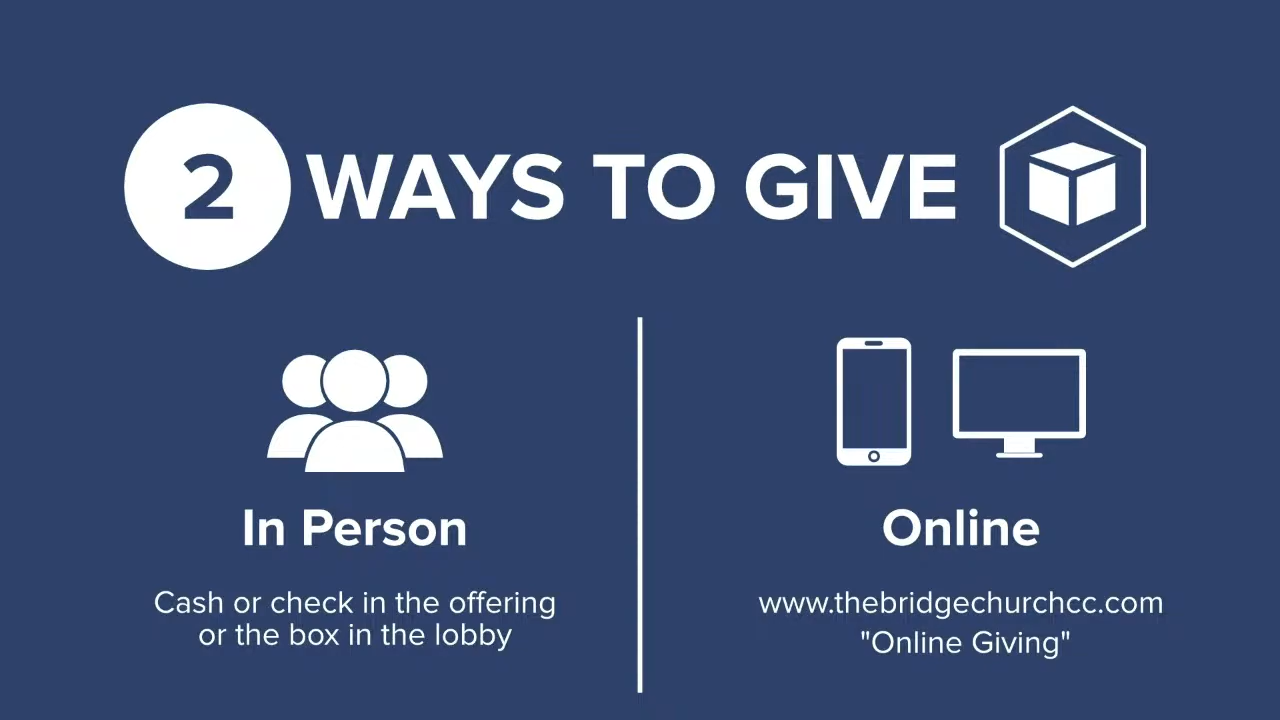 2 WAYS TO GIVE
In Person
Cash or check in the offering
or the box in the lobby
Online
www.thebridgechurchcc.com
"Online Giving"